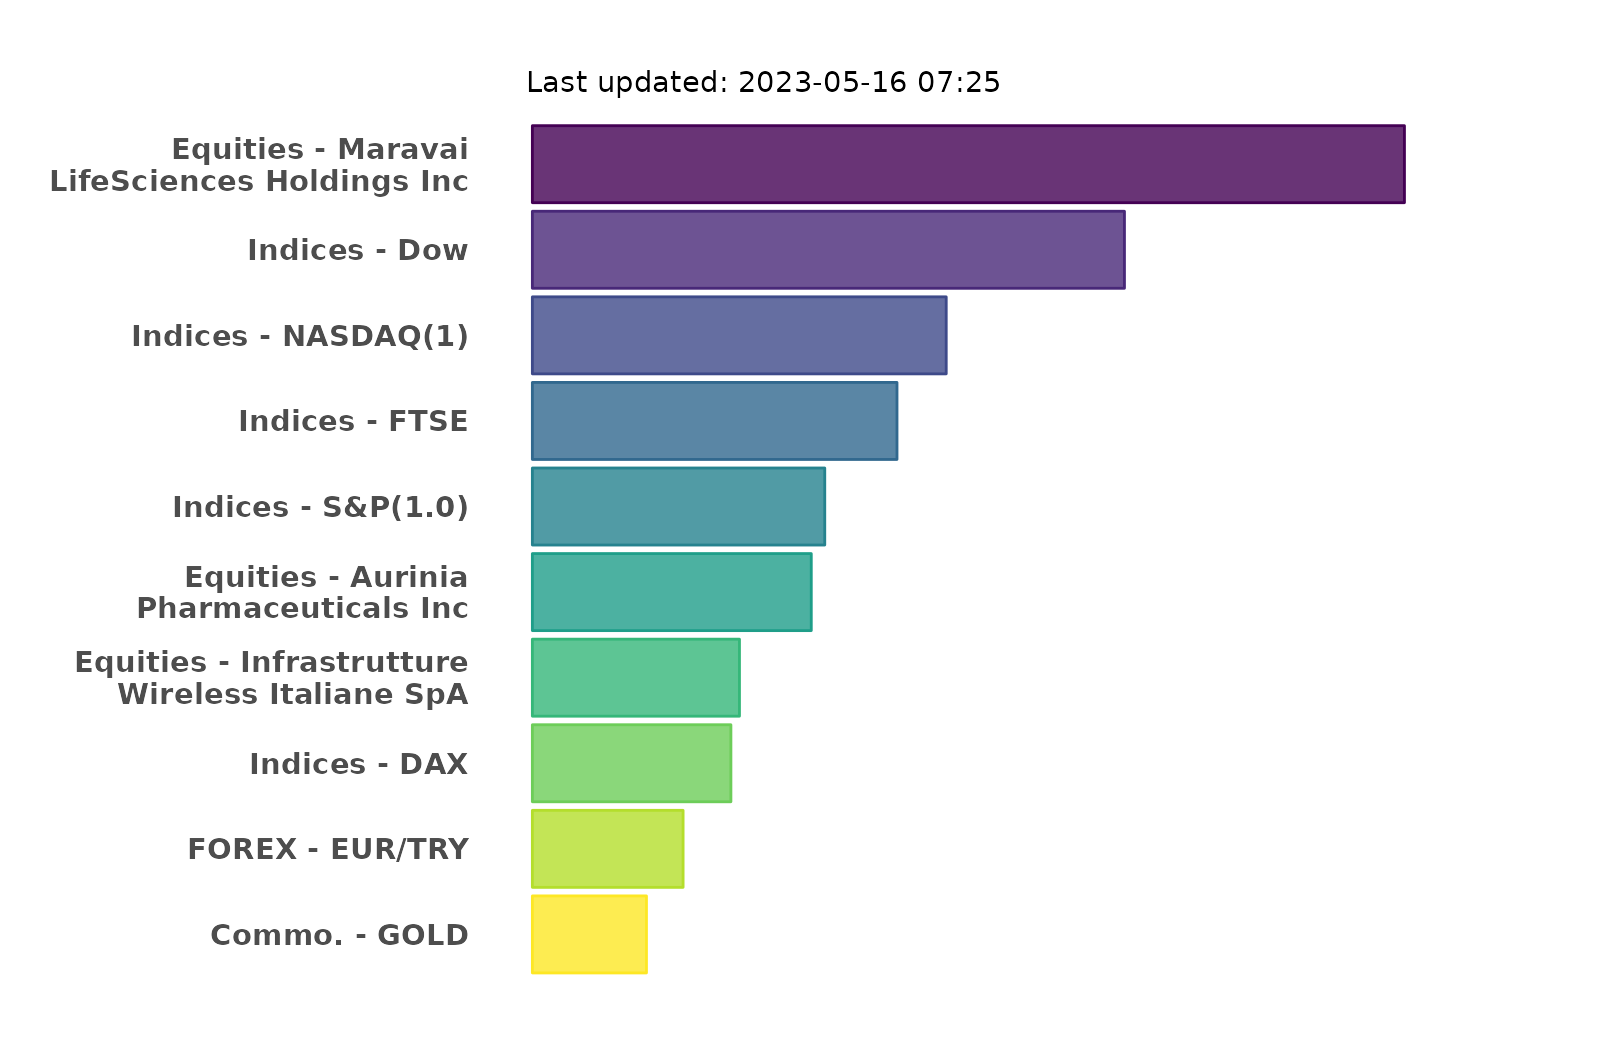 Last updated: 2023-05-16 07:25
Equities - Maravai
LifeSciences Holdings Inc
Indices - Dow
Indices - NASDAQ(1)
Indices - FTSE
Indices - S&P(1.0)
Equities - Aurinia
Pharmaceuticals Inc
Equities - Infrastrutture
Wireless Italiane SpA
Indices - DAX
FOREX - EUR/TRY
Commo. - GOLD